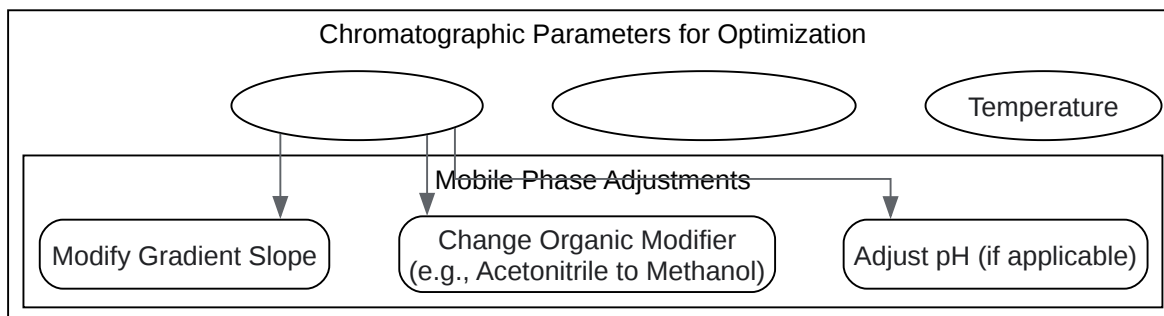 Chromatographic Parameters for Optimization
Temperature
Mobile Phase Adjustments
Modify Gradient Slope
Change Organic Modifier
(e.g., Acetonitrile to Methanol)
Adjust pH (if applicable)